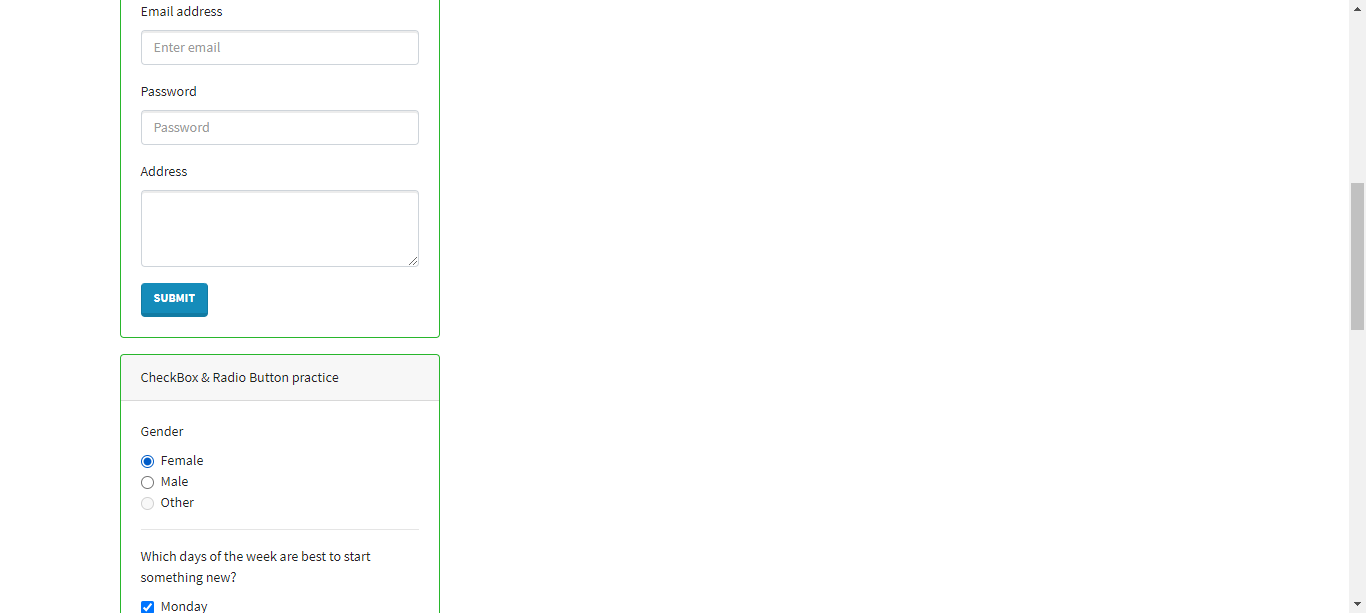 Email address
Enter email
Password
Password
Address
SUBMIT
CheckBox & Radio Button practice
Gender
Female
Male
Other
Which days of the week are best to start
something new?
Monday